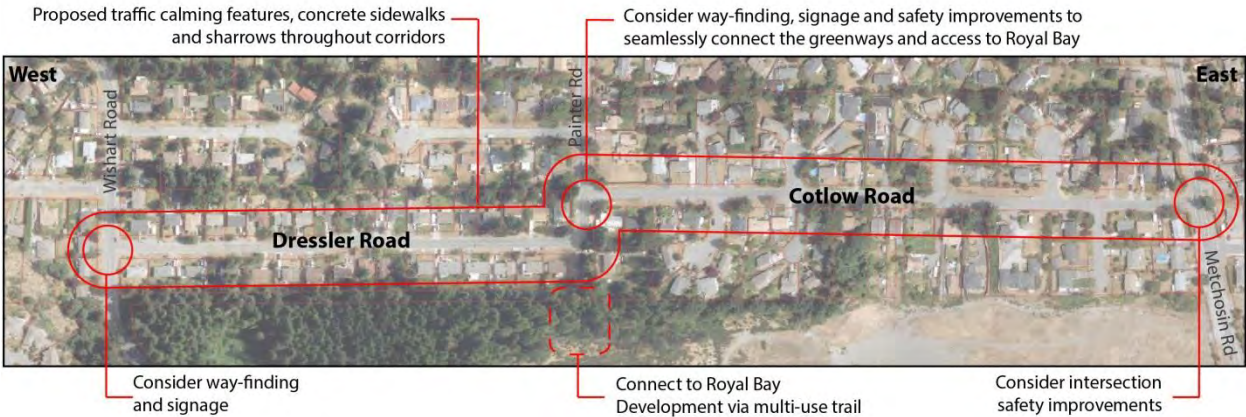 Proposed traffic calming features, concrete sidewalks
and sharrows throughout corridors
Consider way-finding, signage and safety improvements to
seamlessly connect the greenways and access to Royal Bay
West
East
Wishart Road
Painter Rd
Cotlow Road
Dressler Road
Metchosin Rd
Consider way-finding
and signage
Connect to Royal Bay
Development via multi-use trail
Consider intersection
safety improvements